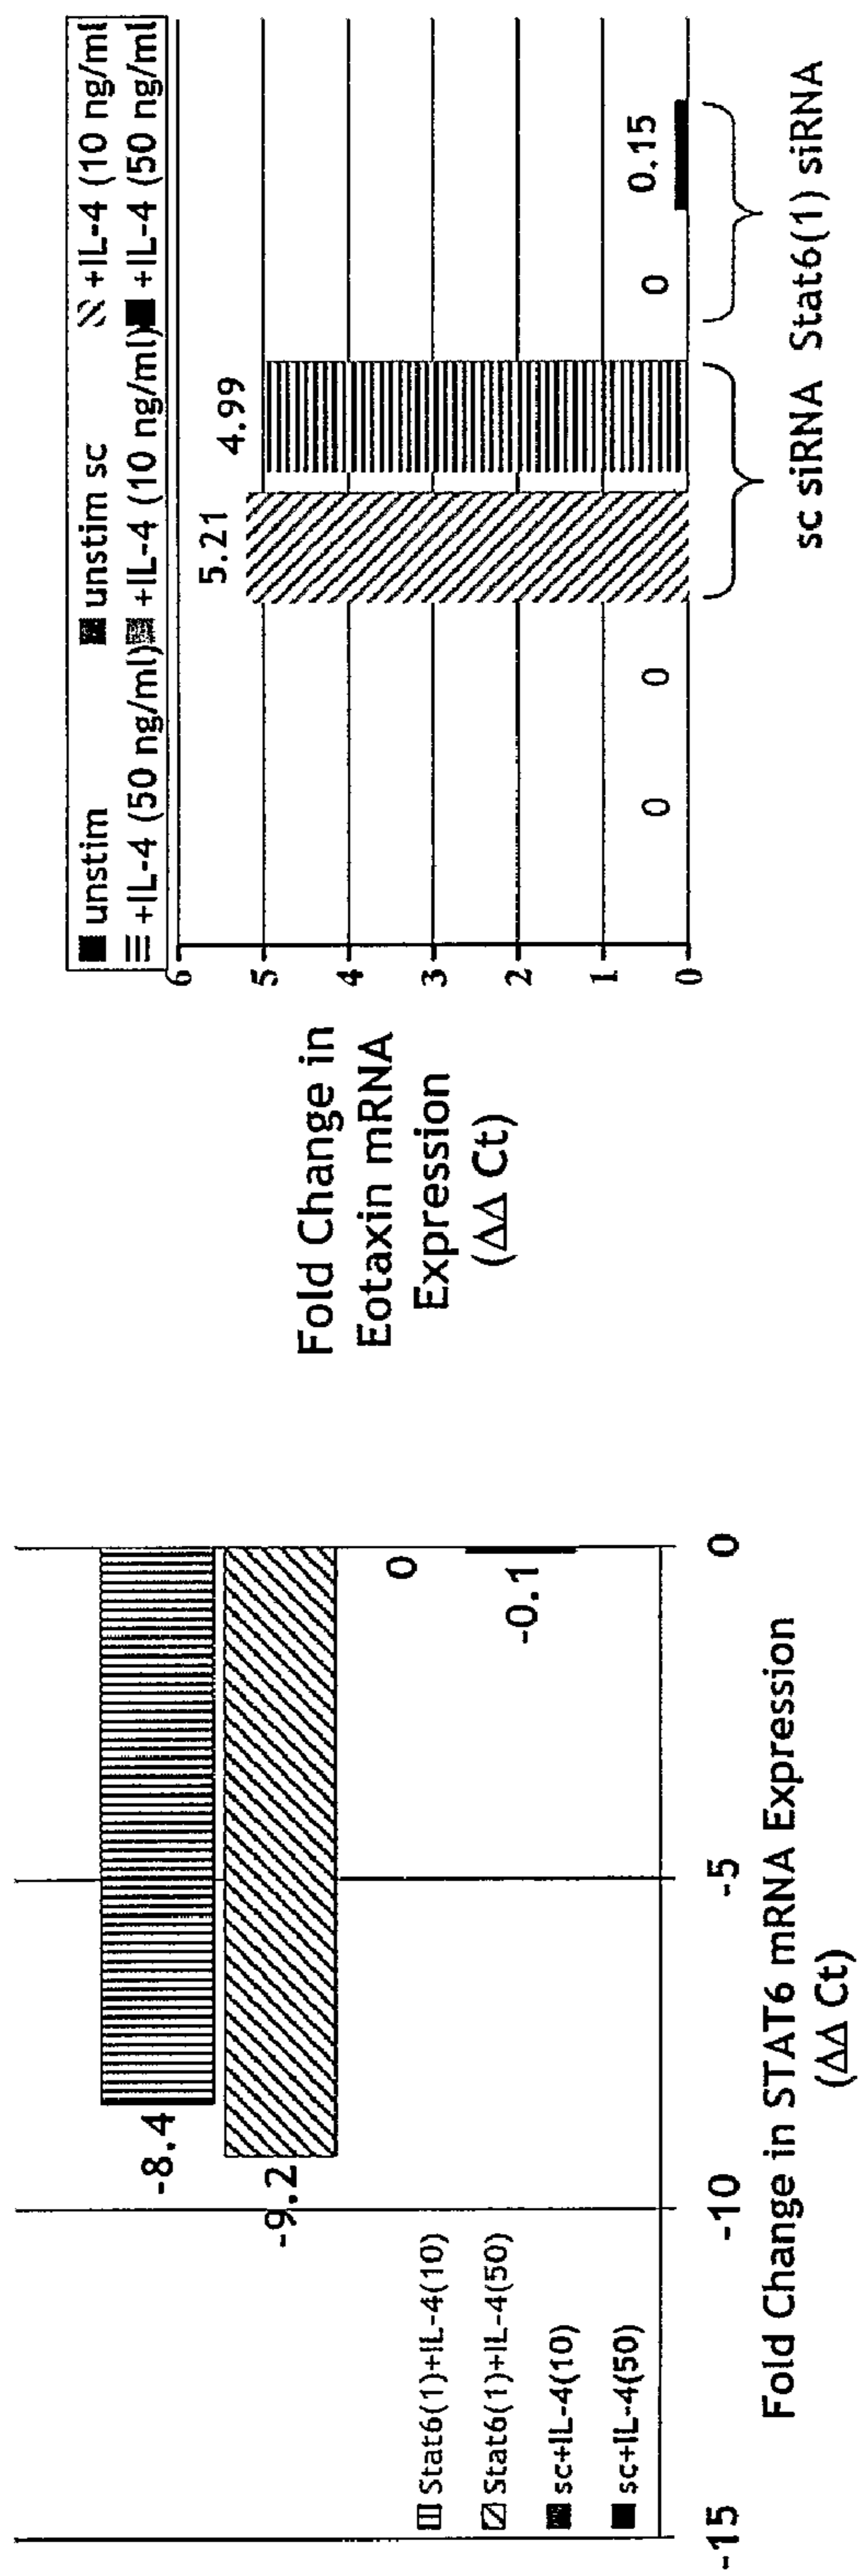 -8.4
-9.2
0
-0.1
Stat6(1)+IL-4(10)
Stat6(1)+IL-4(50)
sc+IL-4(10)
sc+IL-4(50)
-15 -10 -5 0
Fold Change in STAT6 mRNA Expression
(ΔΔ Ct)
unstim unstim sc +IL-4 (10 ng/ml)
+IL-4 (50 ng/ml) +IL-4 (10 ng/ml) +IL-4 (50 ng/ml)
Fold Change in
Eotaxin mRNA
Expression
(ΔΔ Ct)
6
5
4
3
2
1
0
0 0 5.21 4.99 0 0.15
sc siRNA Stat6(1) siRNA